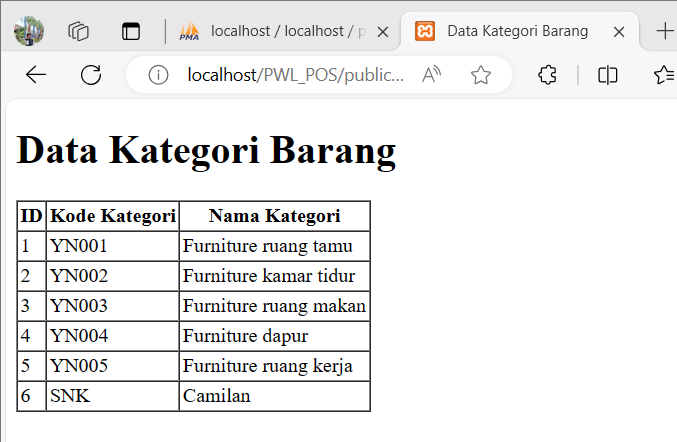 PMA localhost / localhost / p
Data Kategori Barang
localhost/PWL_POS/public...
Data Kategori Barang
ID Kode Kategori Nama Kategori
1 YN001 Furniture ruang tamu
2 YN002 Furniture kamar tidur
3 YN003 Furniture ruang makan
4 YN004 Furniture dapur
5 YN005 Furniture ruang kerja
6 SNK Camilan